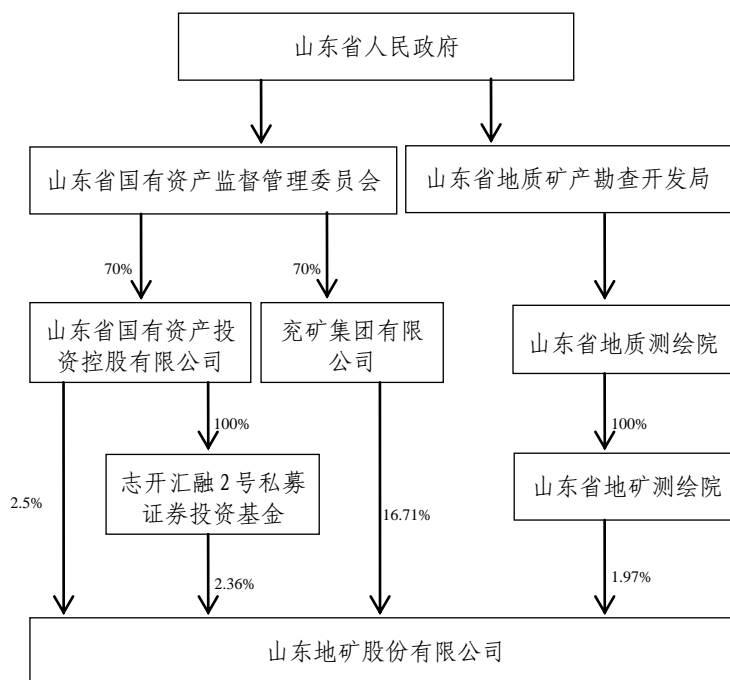 山东省人民政府
山东省国有资产监督管理委员会
山东省地质矿产勘查开发局
70%
70%
山东省国有资产投
资控股有限公司
兖矿集团有限
公司
山东省地质测绘院
100%
100%
志开汇融2号私募
证券投资基金
山东省地矿测绘院
2.5%
16.71%
2.36%
1.97%
山东地矿股份有限公司